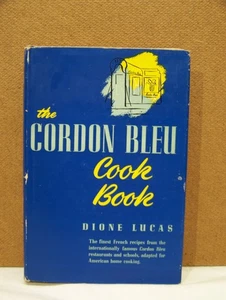 the
CORDON BLEU
Cook
Book
DIONE LUCAS
The finest French recipes from the
internationally famous Cordon Bleu
restaurants and schools, adapted for
American home cooking